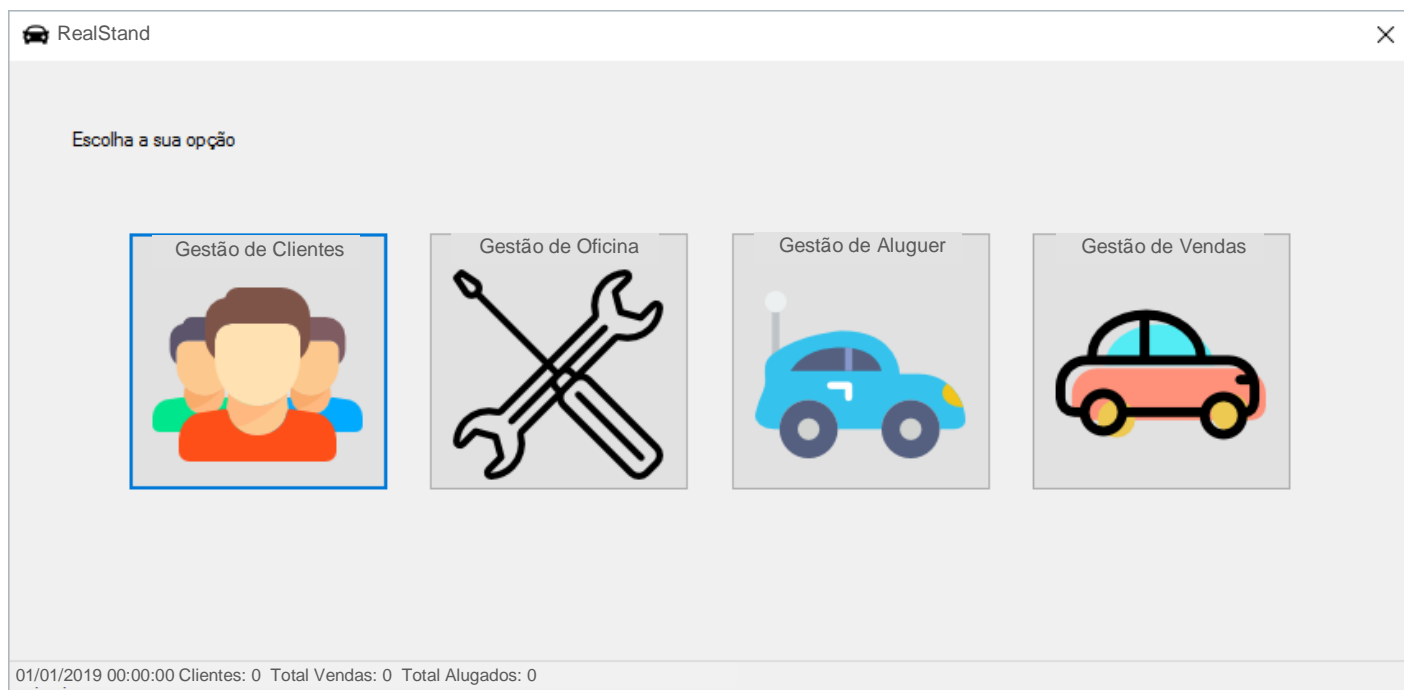 RealStand
Escolha a sua opção
Gestão de Clientes
Gestão de Oficina
Gestão de Aluguer
Gestão de Vendas
01/01/2019 00:00:00 Clientes: 0 Total Vendas: 0 Total Alugados: 0